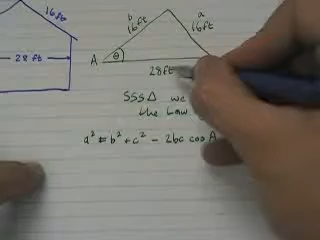 16ft
28 ft
b
16ft
a
16ft
A
θ
28ft
SSS△ we
the Law
a² = b² + c² - 2bc cos A